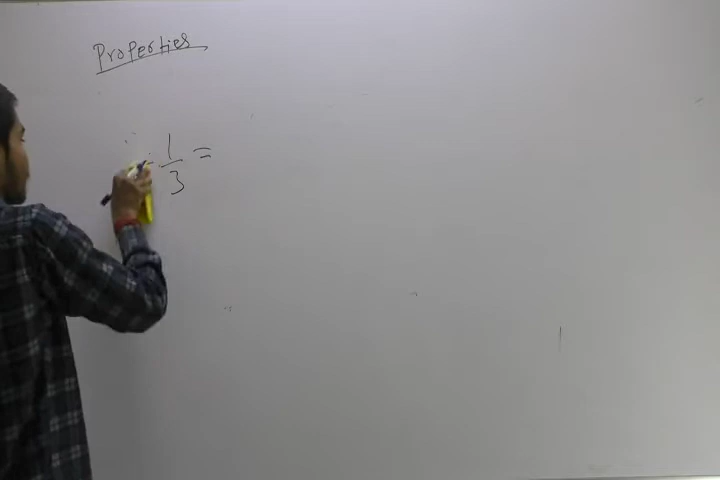 Properties
÷ 1/3 =